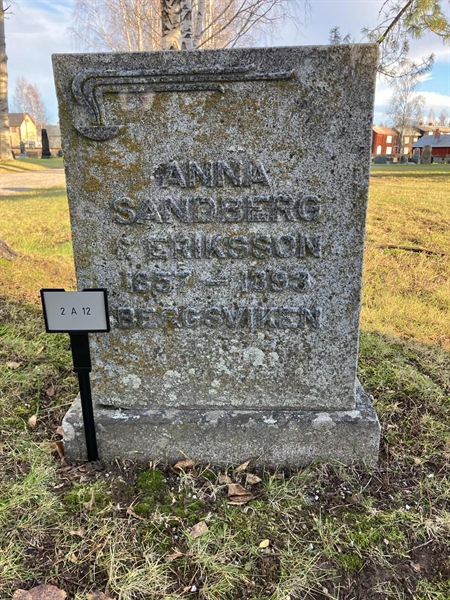 ANNA
SANDBERG
F. ERIKSSON
1857 — 1893
BERGSVIKEN
2 A 12